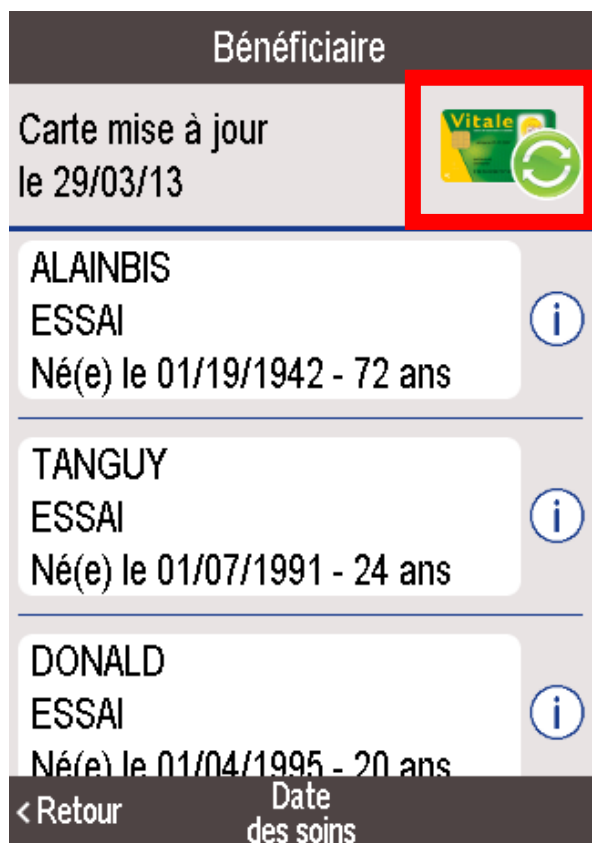 Bénéficiaire
Carte mise à jour
le 29/03/13
Vitale
ALAINBIS
ESSAI
Né(e) le 01/19/1942 - 72 ans
i
TANGUY
ESSAI
Né(e) le 01/07/1991 - 24 ans
i
DONALD
ESSAI
Né(e) le 01/04/1995 - 20 ans
i
< Retour
Date
des soins